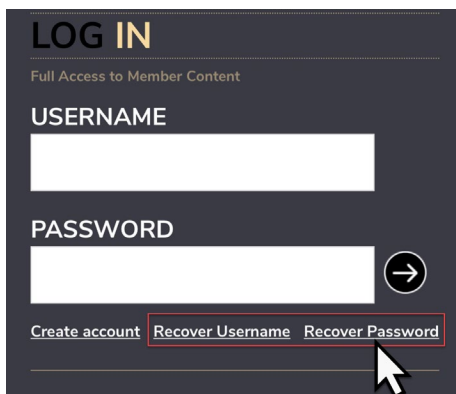 LOG IN
Full Access to Member Content
USERNAME
PASSWORD
Create account Recover Username Recover Password